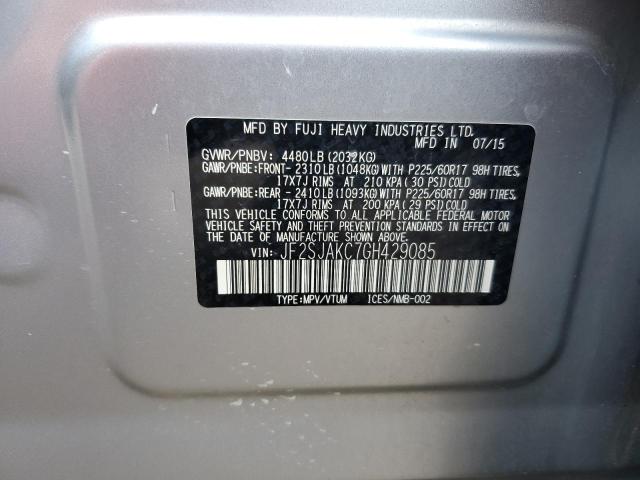 MFD BY FUJI HEAVY INDUSTRIES LTD.
MFD IN 07/15
GVWR/PNBV: 4480LB(2032KG)
GAWR/PNBE:FRONT- 2310LB(1048KG)WITH P225/60R17 98H TIRES,
17X7J RIMS AT 210 KPA(30 PSI)COLD
GAWR/PNBE:REAR - 2410LB(1093KG)WITH P225/60R17 98H TIRES,
17X7J RIMS AT 200 KPA(29 PSI)COLD
THIS VEHICLE CONFORMS TO ALL APPLICABLE FEDERAL MOTOR
VEHICLE SAFETY AND THEFT PREVENTION STANDARDS IN EFFECT
ON THE DATE OF MANUFACTURE SHOWN ABOVE.
VIN: JF2SJAKC7GH429085
TYPE:MPV/VTUM ICES/NMB-002